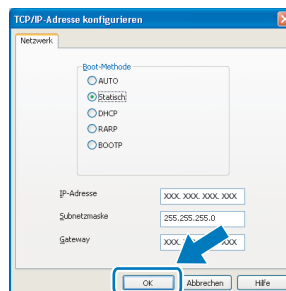 TCP/IP-Adresse konfigurieren
Netzwerk
Boot-Methode
AUTO
Statisch
DHCP
RARP
BOOTP
IP-Adresse XXX. XXX. XXX. XXX
Subnetzmaske 255.255.255.0
Gateway XXX. XXX
OK Abbrechen Hilfe